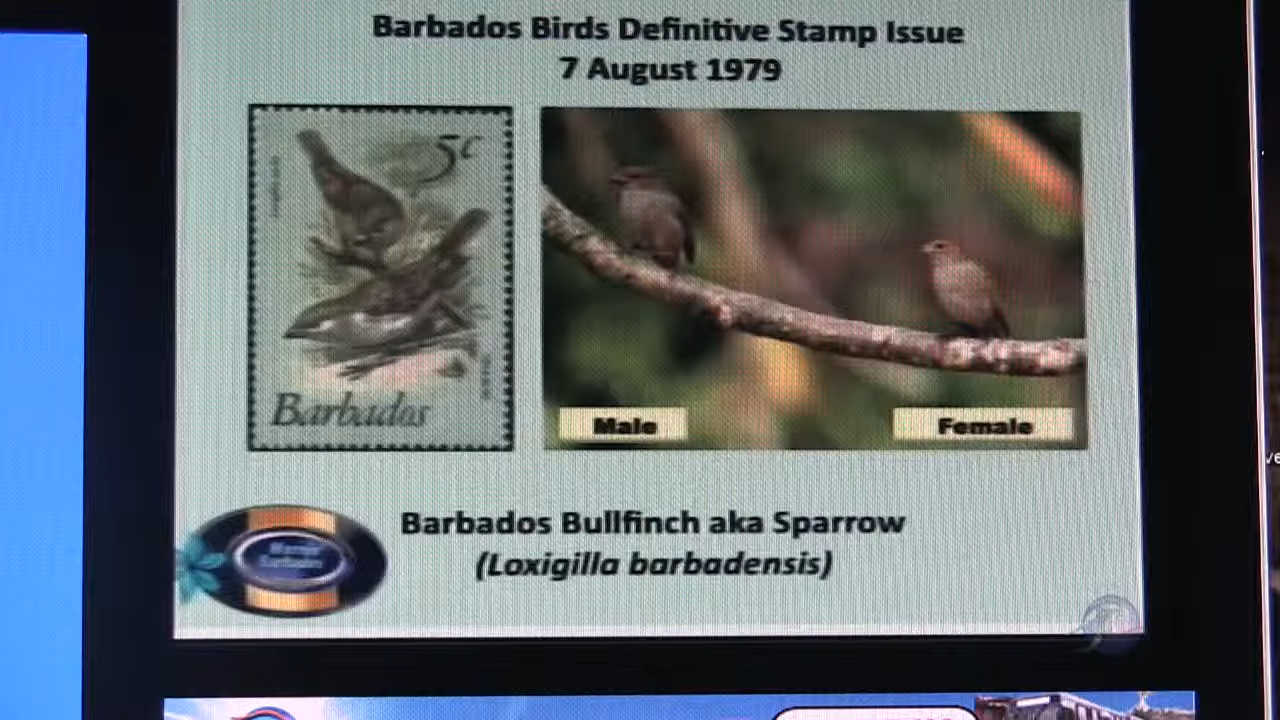 Barbados Birds Definitive Stamp Issue
7 August 1979
5c
Barbados
Male
Female
Barbados Bullfinch aka Sparrow
(Loxigilla barbadensis)